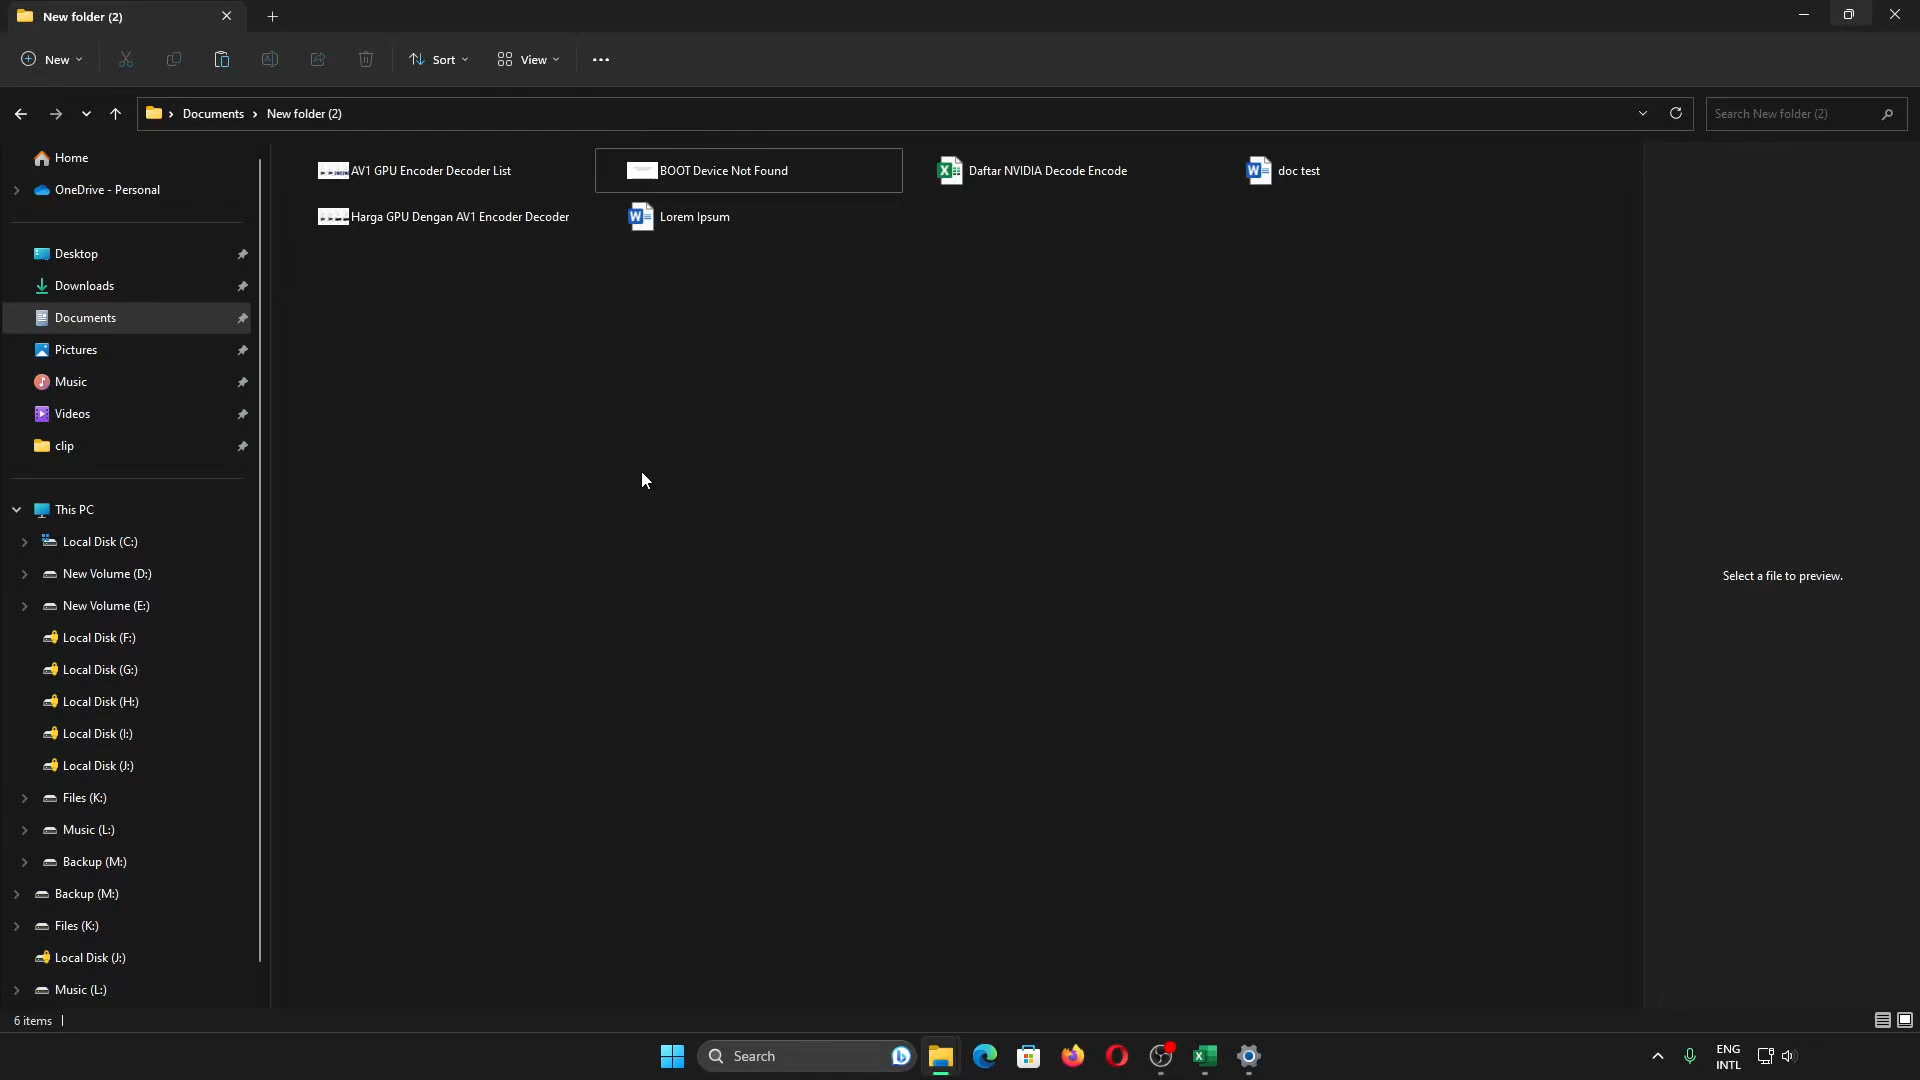 New folder (2)
New
Sort
View
Documents
New folder (2)
Search New folder (2)
Home
OneDrive - Personal
Desktop
Downloads
Documents
Pictures
Music
Videos
clip
This PC
Local Disk (C:)
New Volume (D:)
New Volume (E:)
Local Disk (F:)
Local Disk (G:)
Local Disk (H:)
Local Disk (I:)
Local Disk (J:)
Files (K:)
Music (L:)
Backup (M:)
Backup (M:)
Files (K:)
Local Disk (J:)
Music (L:)
AV1 GPU Encoder Decoder List
BOOT Device Not Found
Daftar NVIDIA Decode Encode
doc test
Harga GPU Dengan AV1 Encoder Decoder
Lorem Ipsum
Select a file to preview.
6 items
Search
ENG
INTL